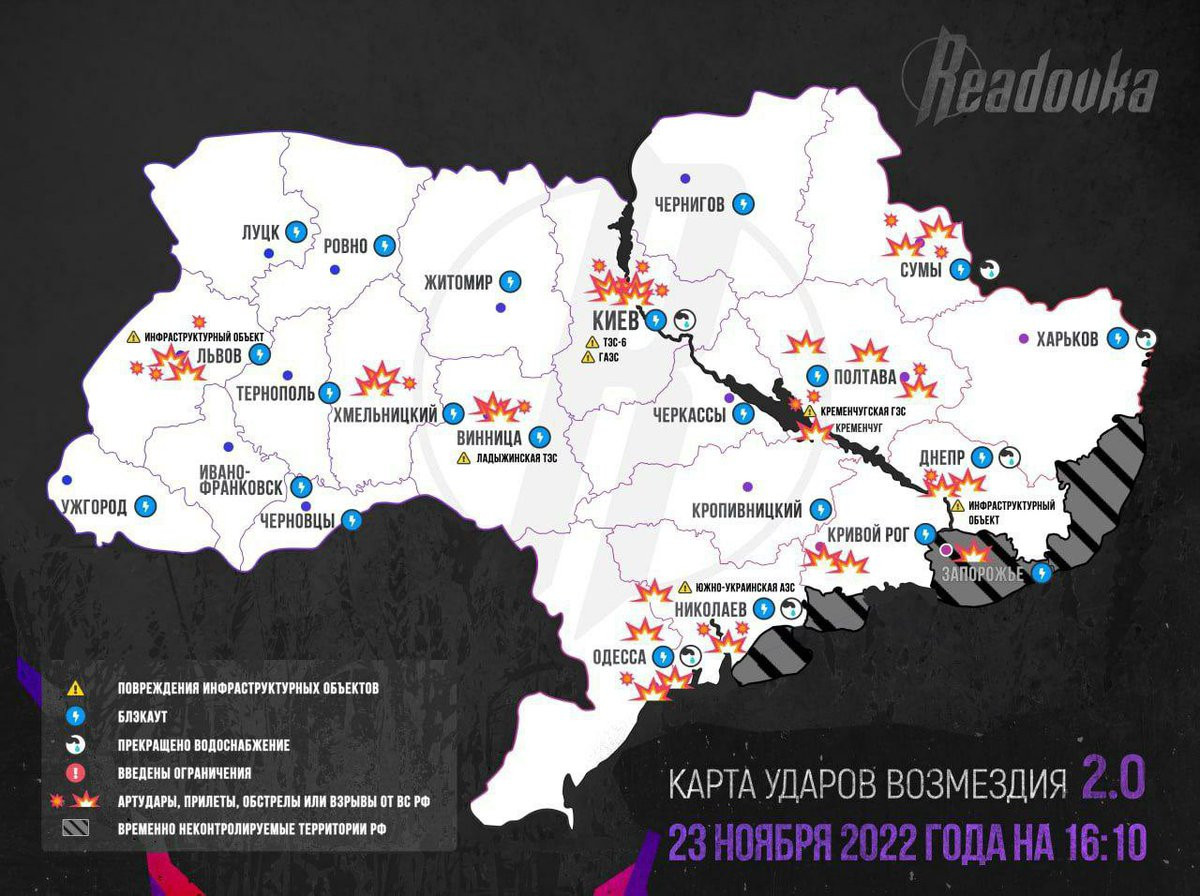 Readovka
ЧЕРНИГОВ
ЛУЦК
РОВНО
СУМЫ
ЖИТОМИР
КИЕВ
ТЭС-6
ГАЭС
ИНФРАСТРУКТУРНЫЙ ОБЪЕКТ
ЛЬВОВ
ХАРЬКОВ
ТЕРНОПОЛЬ
ПОЛТАВА
ХМЕЛЬНИЦКИЙ
ЧЕРКАССЫ
КРЕМЕНЧУГСКАЯ ГЭС
КРЕМЕНЧУГ
ВИННИЦА
ЛАДЫЖИНСКАЯ ТЭС
ДНЕПР
ИВАНО-
ФРАНКОВСК
УЖГОРОД
ЧЕРНОВЦЫ
КРОПИВНИЦКИЙ
ИНФРАСТРУКТУРНЫЙ
ОБЪЕКТ
КРИВОЙ РОГ
ЗАПОРОЖЬЕ
ЮЖНО-УКРАИНСКАЯ АЭС
НИКОЛАЕВ
ОДЕССА
ПОВРЕЖДЕНИЯ ИНФРАСТРУКТУРНЫХ ОБЪЕКТОВ
БЛЭКАУТ
ПРЕКРАЩЕНО ВОДОСНАБЖЕНИЕ
ВВЕДЕНЫ ОГРАНИЧЕНИЯ
АРТУДАРЫ, ПРИЛЕТЫ, ОБСТРЕЛЫ ИЛИ ВЗРЫВЫ ОТ ВС РФ
ВРЕМЕННО НЕКОНТРОЛИРУЕМЫЕ ТЕРРИТОРИИ РФ
КАРТА УДАРОВ ВОЗМЕЗДИЯ 2.0
23 НОЯБРЯ 2022 ГОДА НА 16:10